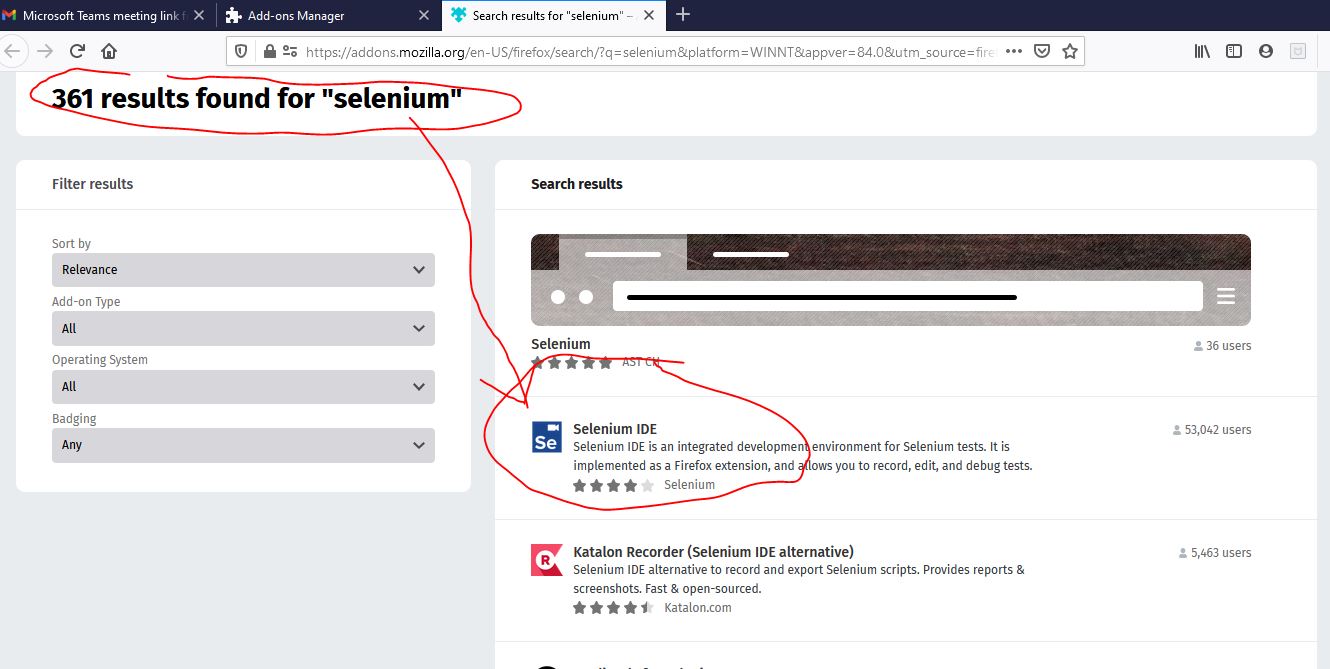 Microsoft Teams meeting link f
Add-ons Manager
Search results for "selenium" –
https://addons.mozilla.org/en-US/firefox/search/?q=selenium&platform=WINNT&appver=84.0&utm_source=fire
361 results found for "selenium"
Filter results
Sort by
Relevance
Add-on Type
All
Operating System
All
Badging
Any
Search results
Selenium
36 users
AST CH
Se
Selenium IDE
53,042 users
Selenium IDE is an integrated development environment for Selenium tests. It is
implemented as a Firefox extension, and allows you to record, edit, and debug tests.
Selenium
R
Katalon Recorder (Selenium IDE alternative)
5,463 users
Selenium IDE alternative to record and export Selenium scripts. Provides reports &
screenshots. Fast & open-sourced.
Katalon.com